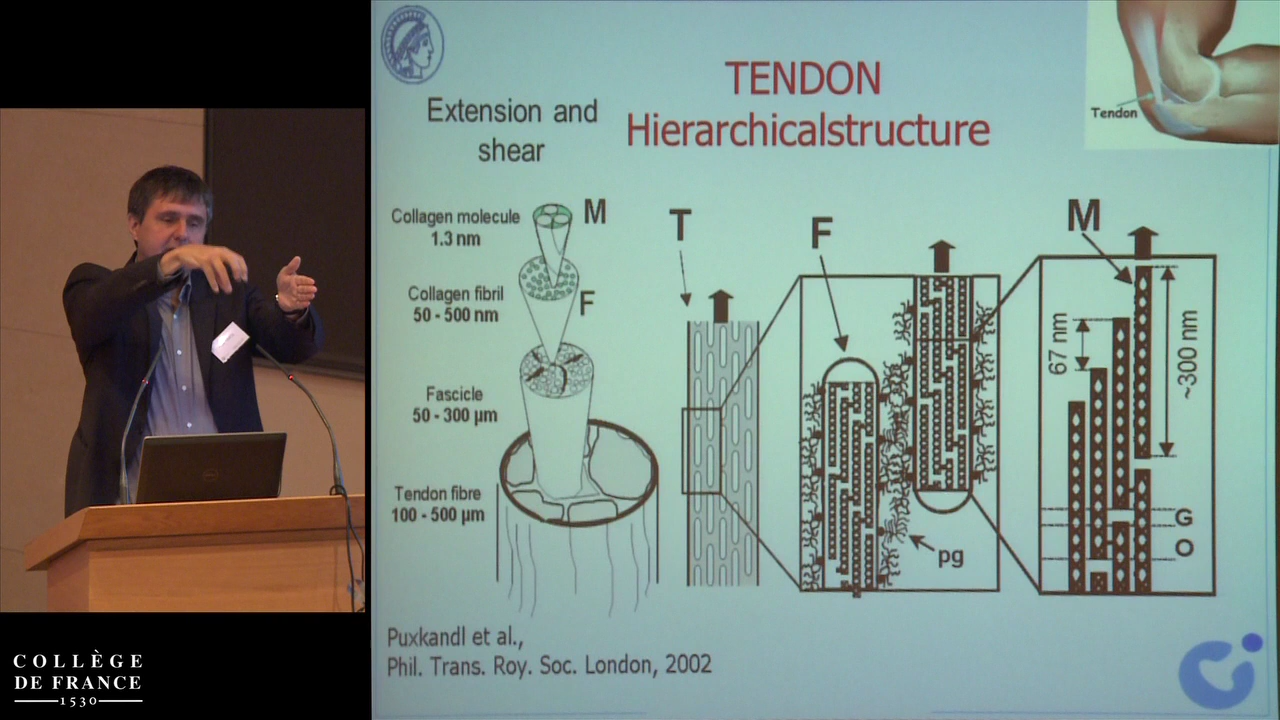 TENDON
Hierarchicalstructure
Extension and
shear
Tendon
Collagen molecule
1.3 nm
M
Collagen fibril
50 - 500 nm
F
Fascicle
50 - 300 µm
Tendon fibre
100 - 500 µm
T
F
pg
M
67 nm
~300 nm
G
O
Puxkandl et al.,
Phil. Trans. Roy. Soc. London, 2002
COLLÈGE
DE FRANCE
1530